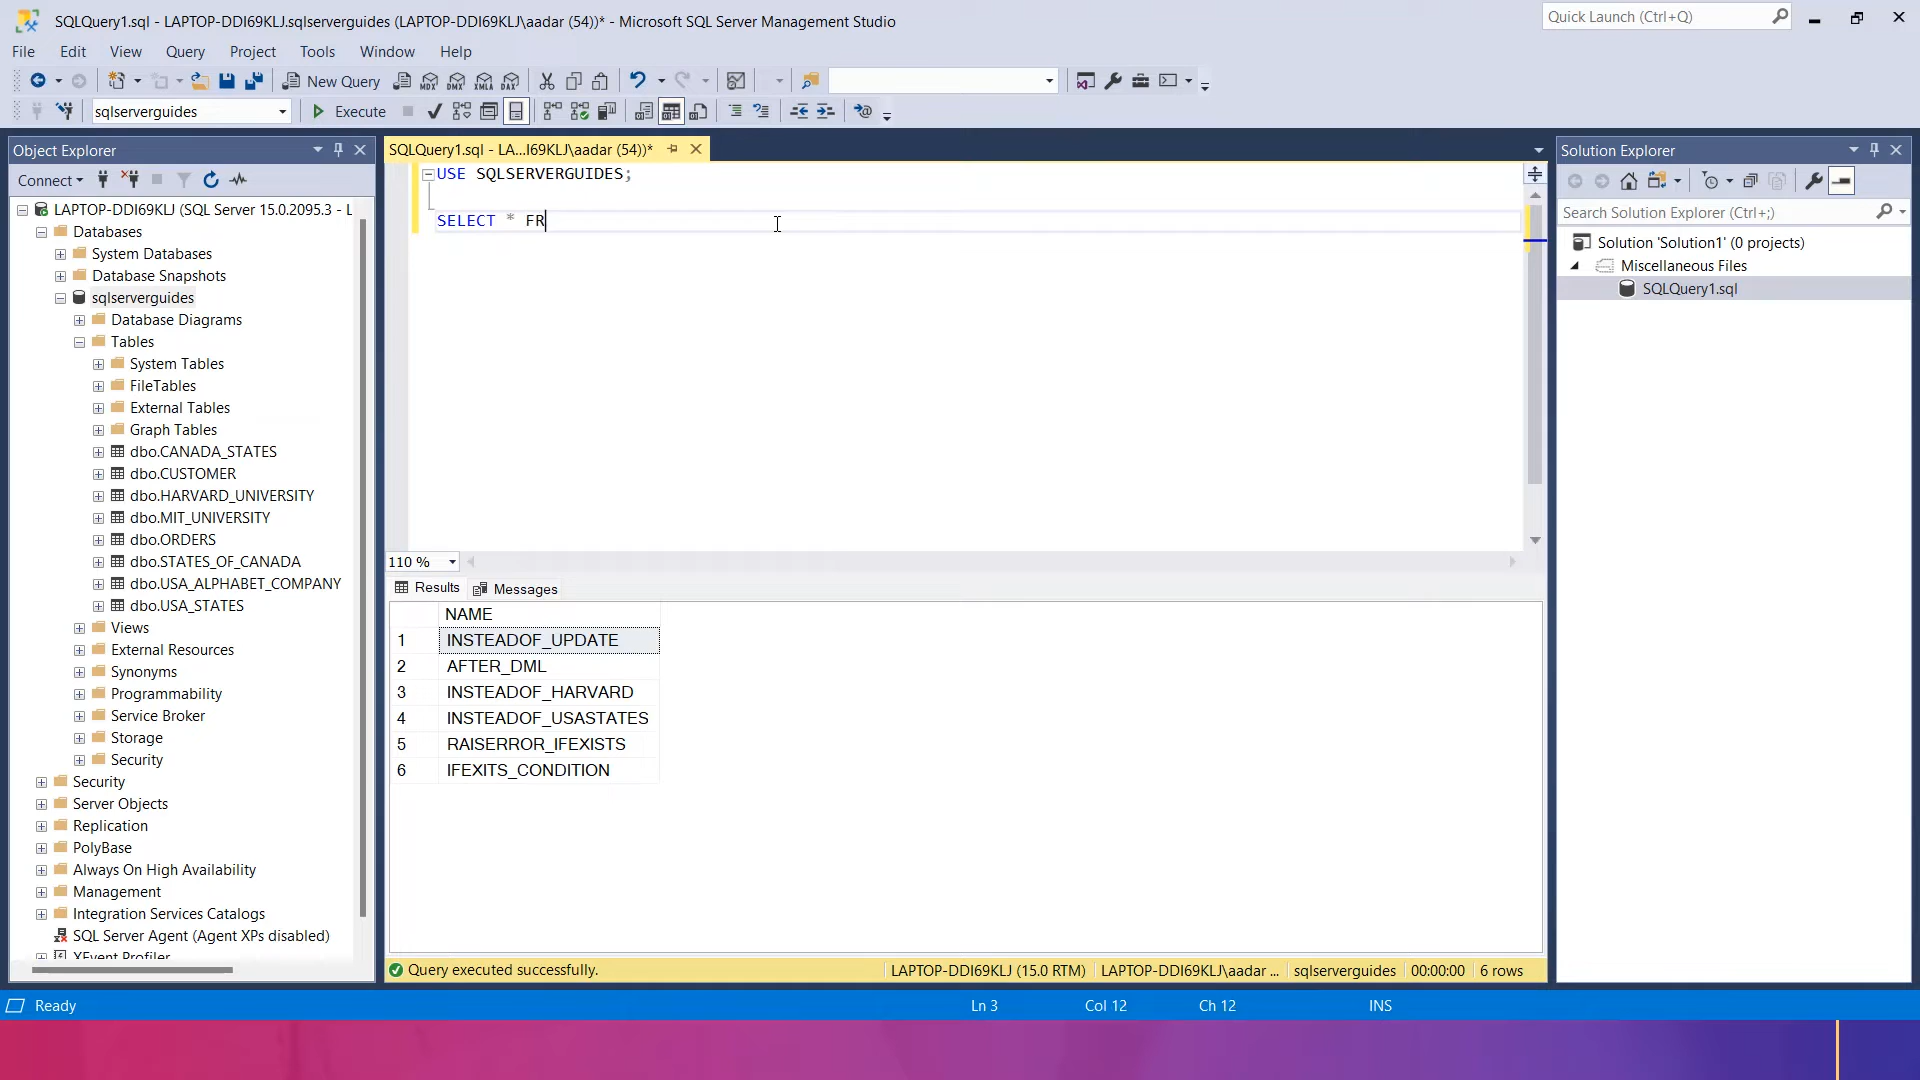 SQLQuery1.sql - LAPTOP-DDI69KLJ.sqlserverguides (LAPTOP-DDI69KLJ\aadar (54))* - Microsoft SQL Server Management Studio
Quick Launch (Ctrl+Q)
File Edit View Query Project Tools Window Help
New Query
MDX DMX XMLA DAX
sqlserverguides
Execute
Object Explorer
Connect
LAPTOP-DDI69KLJ (SQL Server 15.0.2095.3 - L
Databases
System Databases
Database Snapshots
sqlserverguides
Database Diagrams
Tables
System Tables
FileTables
External Tables
Graph Tables
dbo.CANADA_STATES
dbo.CUSTOMER
dbo.HARVARD_UNIVERSITY
dbo.MIT_UNIVERSITY
dbo.ORDERS
dbo.STATES_OF_CANADA
dbo.USA_ALPHABET_COMPANY
dbo.USA_STATES
Views
External Resources
Synonyms
Programmability
Service Broker
Storage
Security
Security
Server Objects
Replication
PolyBase
Always On High Availability
Management
Integration Services Catalogs
SQL Server Agent (Agent XPs disabled)
XEvent Profiler
SQLQuery1.sql - LA...I69KLJ\aadar (54))*
USE SQLSERVERGUIDES;
SELECT * FR
110 %
Results Messages
NAME
1 INSTEADOF_UPDATE
2 AFTER_DML
3 INSTEADOF_HARVARD
4 INSTEADOF_USASTATES
5 RAISERROR_IFEXISTS
6 IFEXITS_CONDITION
Query executed successfully.
LAPTOP-DDI69KLJ (15.0 RTM) LAPTOP-DDI69KLJ\aadar ... sqlserverguides 00:00:00 6 rows
Solution Explorer
Search Solution Explorer (Ctrl+;)
Solution 'Solution1' (0 projects)
Miscellaneous Files
SQLQuery1.sql
Ready
Ln 3 Col 12 Ch 12 INS